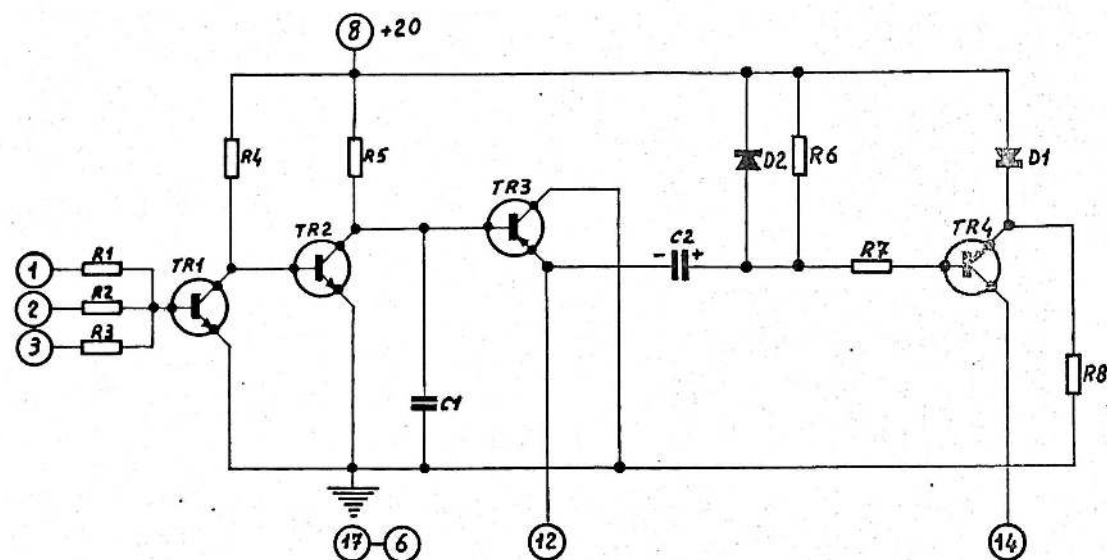 8 +20
R4
R5
D2
R6
D1
TR3
R1
TR1
TR2
C2
- +
R7
TR4
1
2
R2
3
R3
C1
R8
17 - 6
12
14